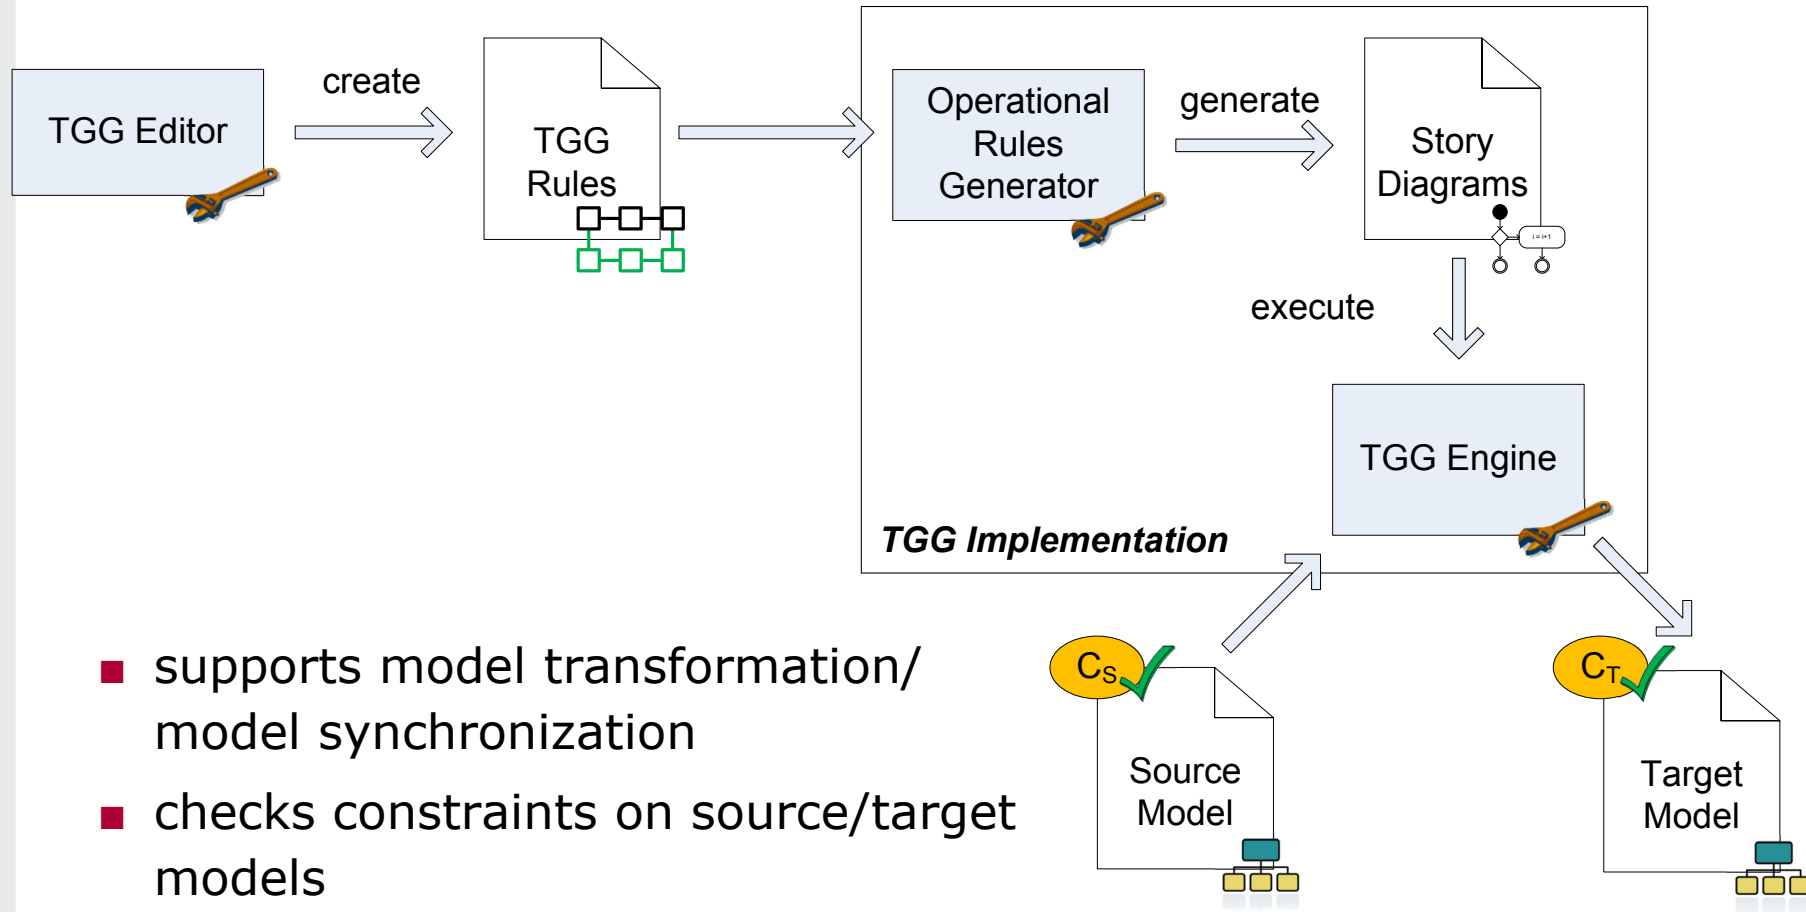 TGG Editor
create
TGG
Rules
Operational
Rules
Generator
generate
Story
Diagrams
i = i+1
execute
TGG Engine
TGG Implementation
■ supports model transformation/
model synchronization
■ checks constraints on source/target
models
CS
Source
Model
CT
Target
Model